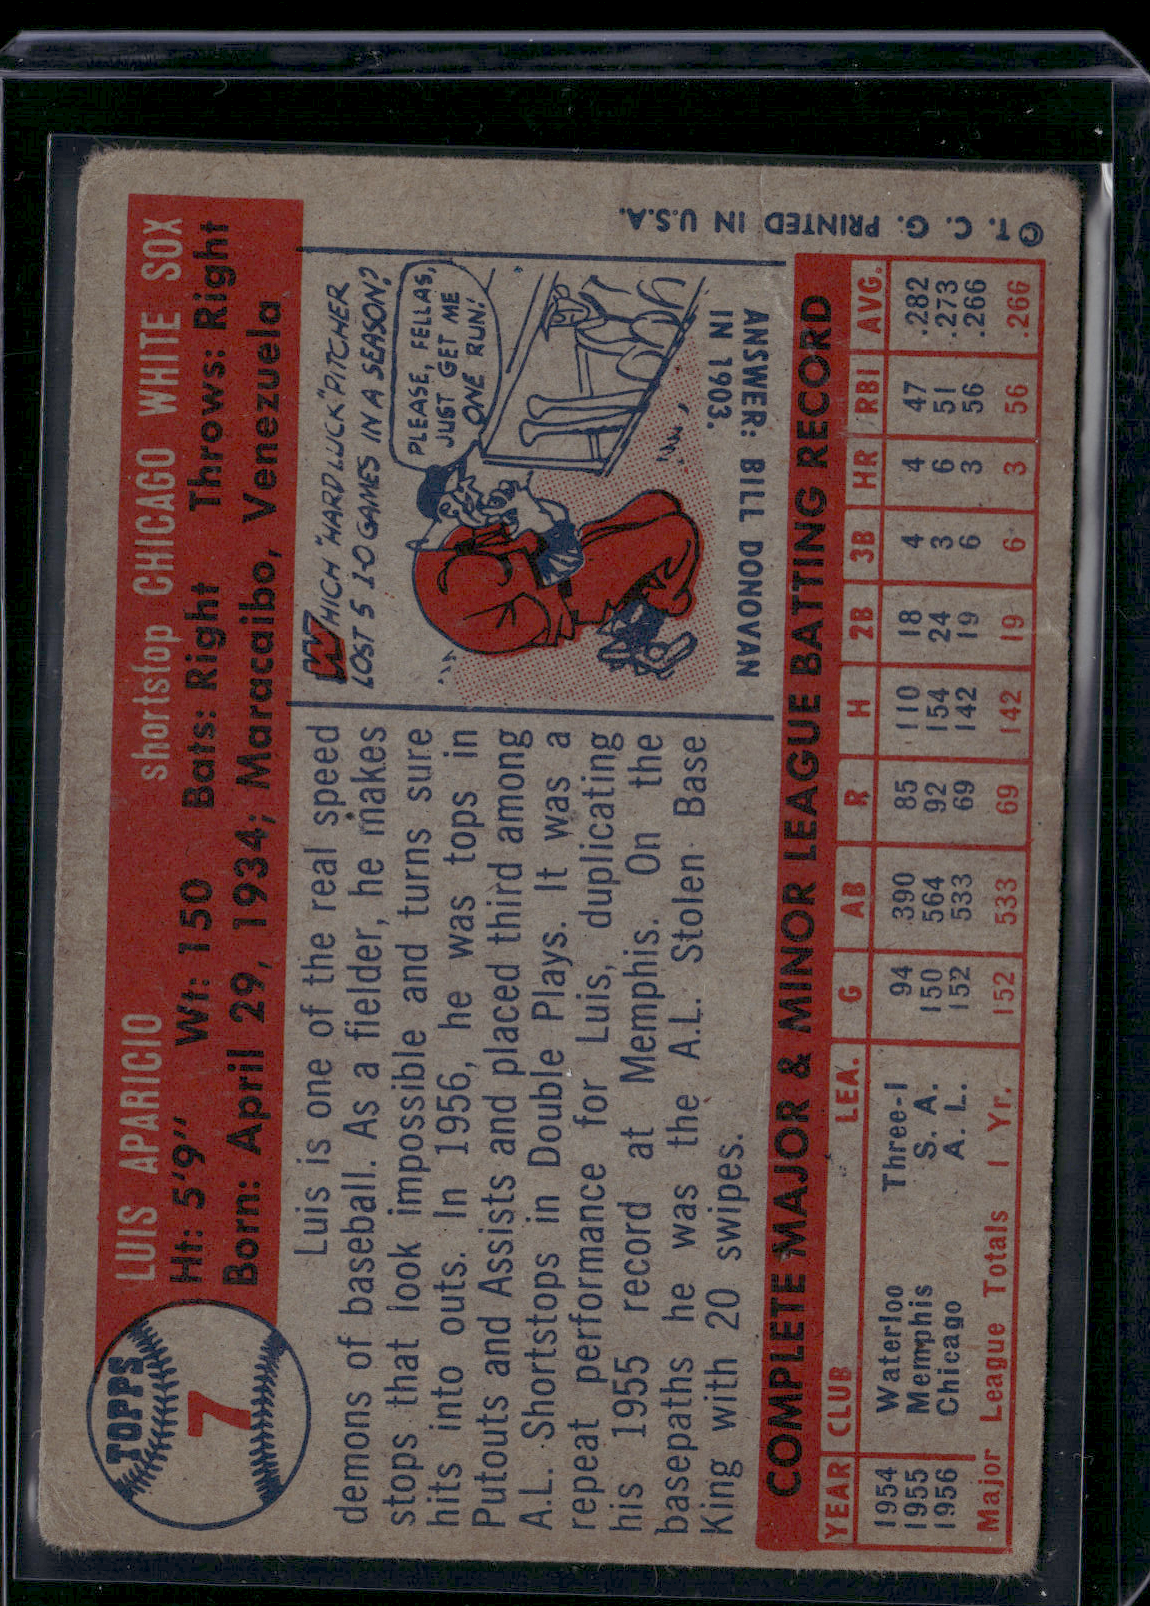 TOPPS
7
LUIS APARICIO shortstop CHICAGO WHITE SOX
Ht: 5'9" Wt: 150 Bats: Right Throws: Right
Born: April 29, 1934; Maracaibo, Venezuela
Luis is one of the real speed
demons of baseball. As a fielder, he makes
stops that look impossible and turns sure
hits into outs. In 1956, he was tops in
Putouts and Assists and placed third among
A.L. Shortstops in Double Plays. It was a
repeat performance for Luis, duplicating
his 1955 record at Memphis. On the
basepaths he was the A.L. Stolen Base
King with 20 swipes.
WHICH "HARD LUCK" PITCHER
LOST 5 1-0 GAMES IN A SEASON?
PLEASE, FELLAS,
JUST GET ME
ONE RUN!
ANSWER: BILL DONOVAN
IN 1903.
© T. C. G. PRINTED IN U.S.A.
COMPLETE MAJOR & MINOR LEAGUE BATTING RECORD
YEAR CLUB LEA. G AB R H 2B 3B HR RBI AVG.
1954 Waterloo Three-I 94 390 85 110 18 4 4 47 .282
1955 Memphis S. A. 150 564 92 154 24 3 6 51 .273
1956 Chicago A. L. 152 533 69 142 19 6 3 56 .266
Major League Totals 1 Yr. 152 533 69 142 19 6 3 56 .266